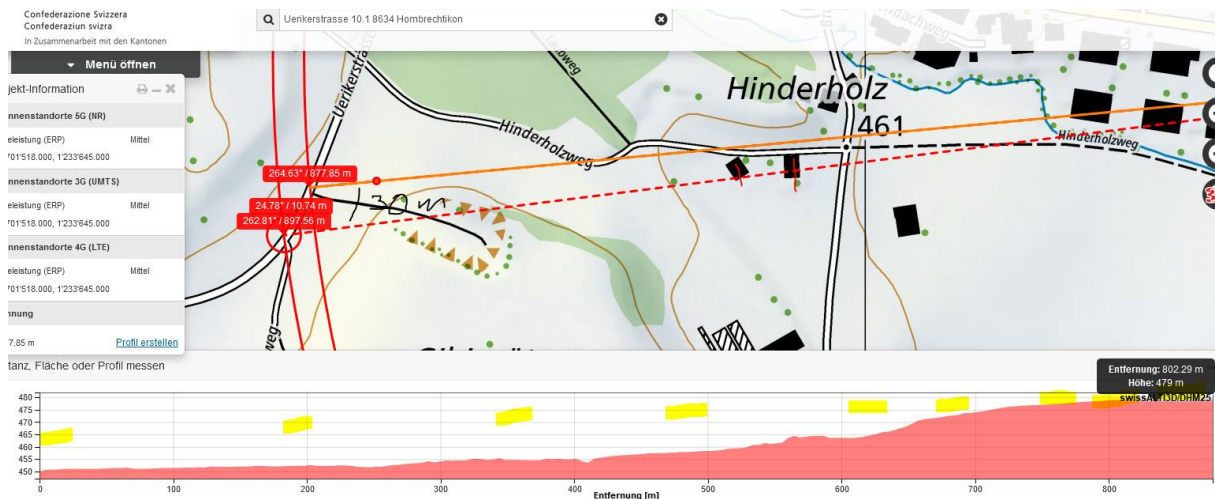 Confederazione Svizzera
Confederaziun svizra
In Zusammenarbeit mit den Kantonen
Uerikerstrasse 10.1 8634 Hombrechtikon
Menü öffnen
jekt-Information
nnenstandorte 5G (NR)
eleistung (ERP) Mittel
'01'518.000, 1'233'645.000
nnenstandorte 3G (UMTS)
eleistung (ERP) Mittel
'01'518.000, 1'233'645.000
nnenstandorte 4G (LTE)
eleistung (ERP) Mittel
'01'518.000, 1'233'645.000
hnung
7.85 m Profil erstellen
Uerikerstrasse
Hinderholzweg
Hinderholz
461
Hinderholzweg
264.63° / 877.85 m
24.78° / 10.74 m
262.81° / 897.56 m
130 m
weg
tanz, Fläche oder Profil messen
Entfernung: 802.29 m
Höhe: 479 m
swissALTI3D/DHM25
480
475
470
465
460
455
450
0 100 200 300 400 500 600 700 800
Entfernung [m]